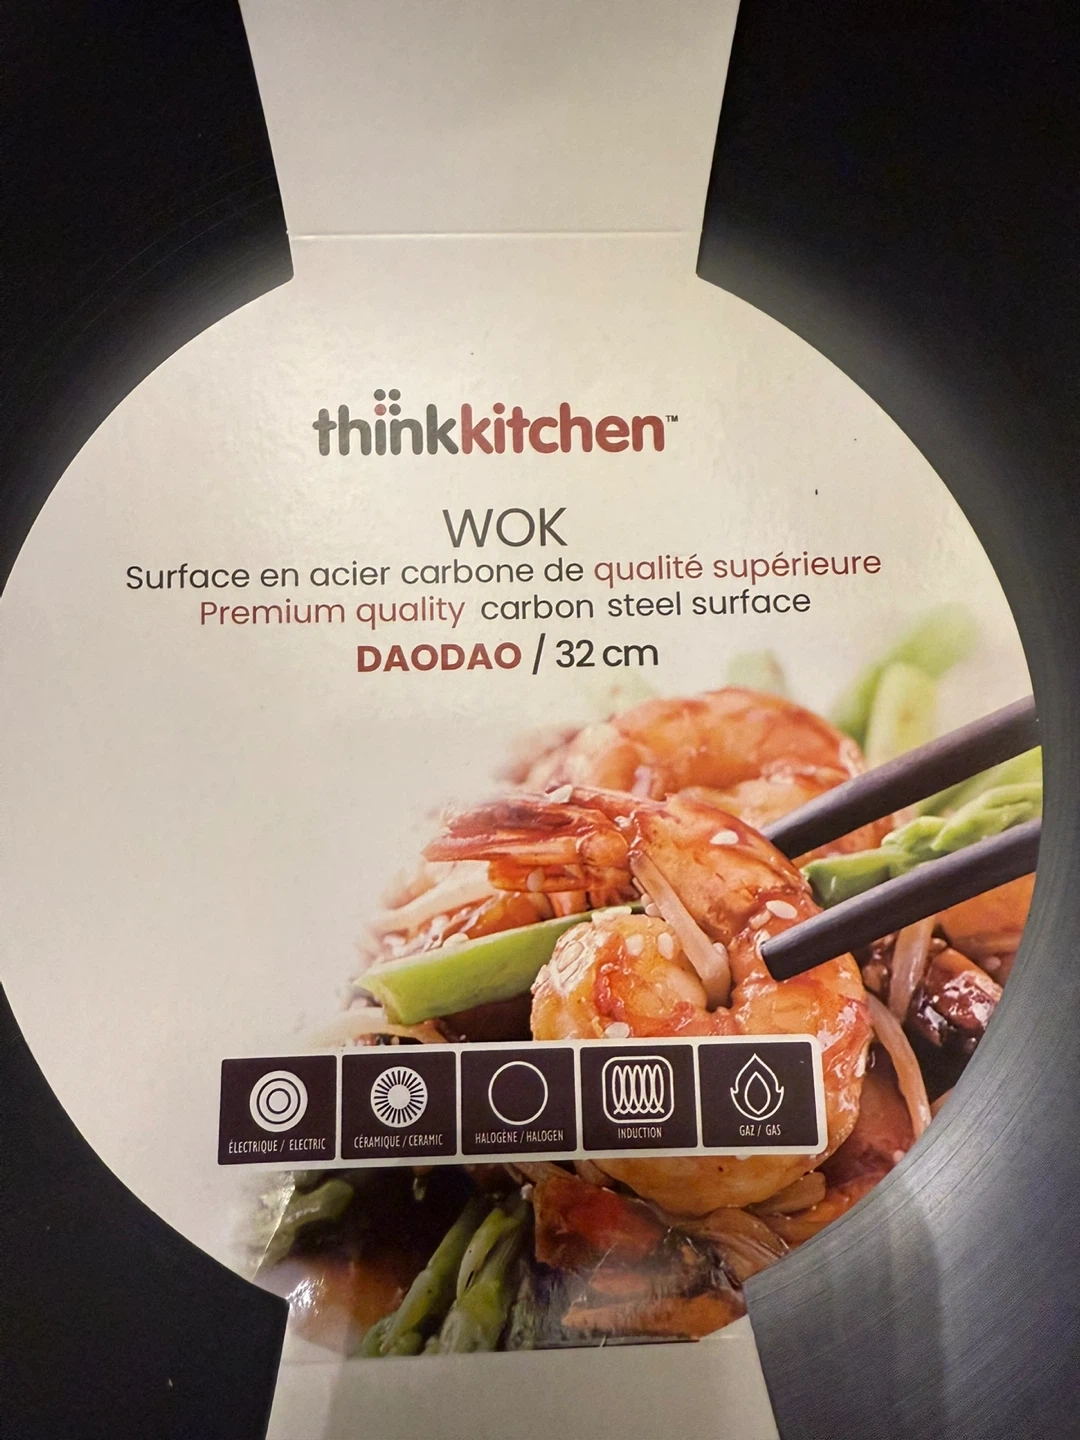 thinkkitchen™
WOK
Surface en acier carbone de qualité supérieure
Premium quality carbon steel surface
DAODAO / 32 cm
ÉLECTRIQUE / ELECTRIC
CÉRAMIQUE / CERAMIC
HALOGÈNE / HALOGEN
INDUCTION
GAZ / GAS